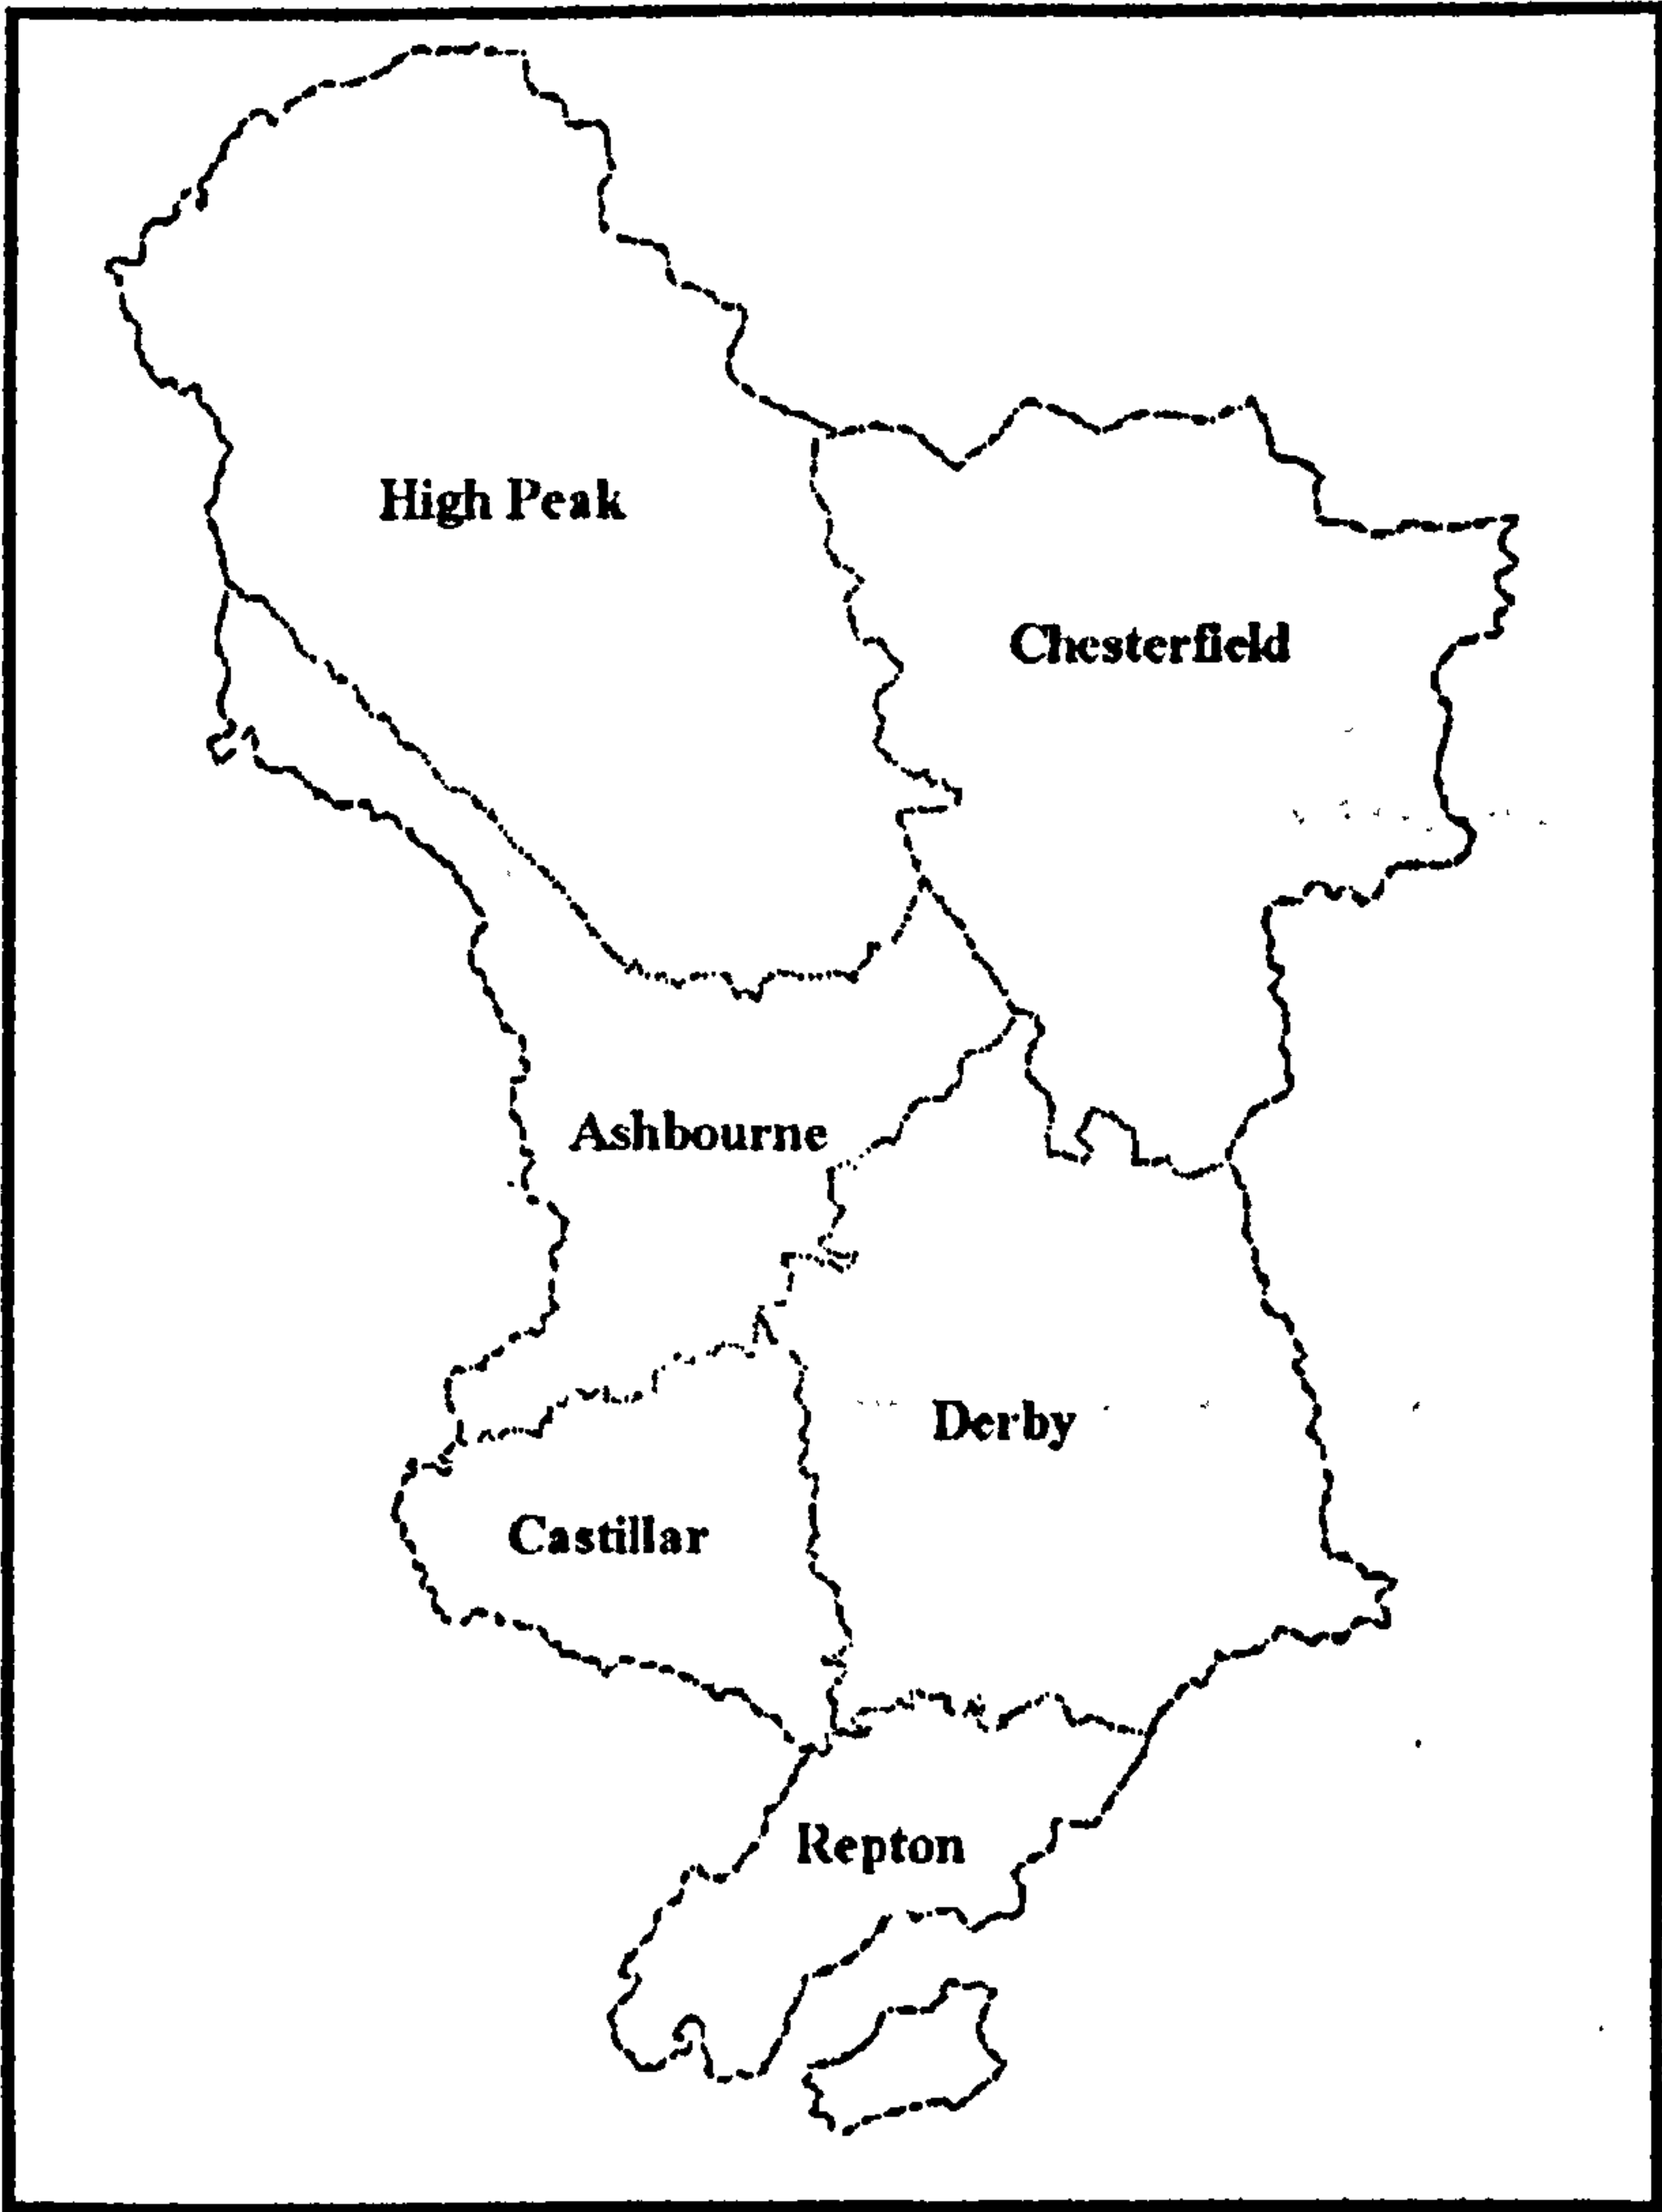 High Peak
Chesterfield
Ashbourne
Derby
Castillar
Repton